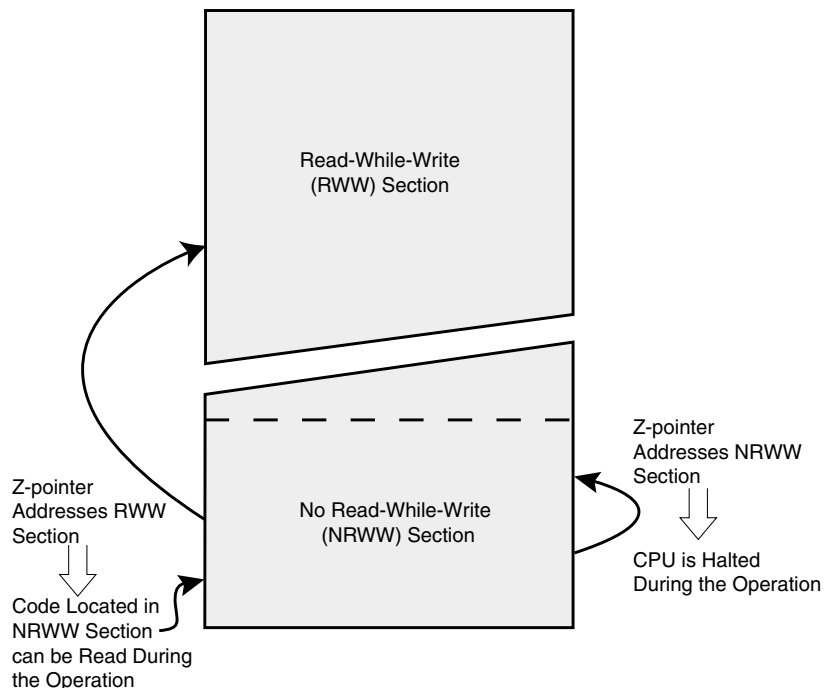 Read-While-Write
(RWW) Section
Z-pointer
Addresses NRWW
Section
Z-pointer
Addresses RWW
Section
No Read-While-Write
(NRWW) Section
CPU is Halted
During the Operation
Code Located in
NRWW Section
can be Read During
the Operation